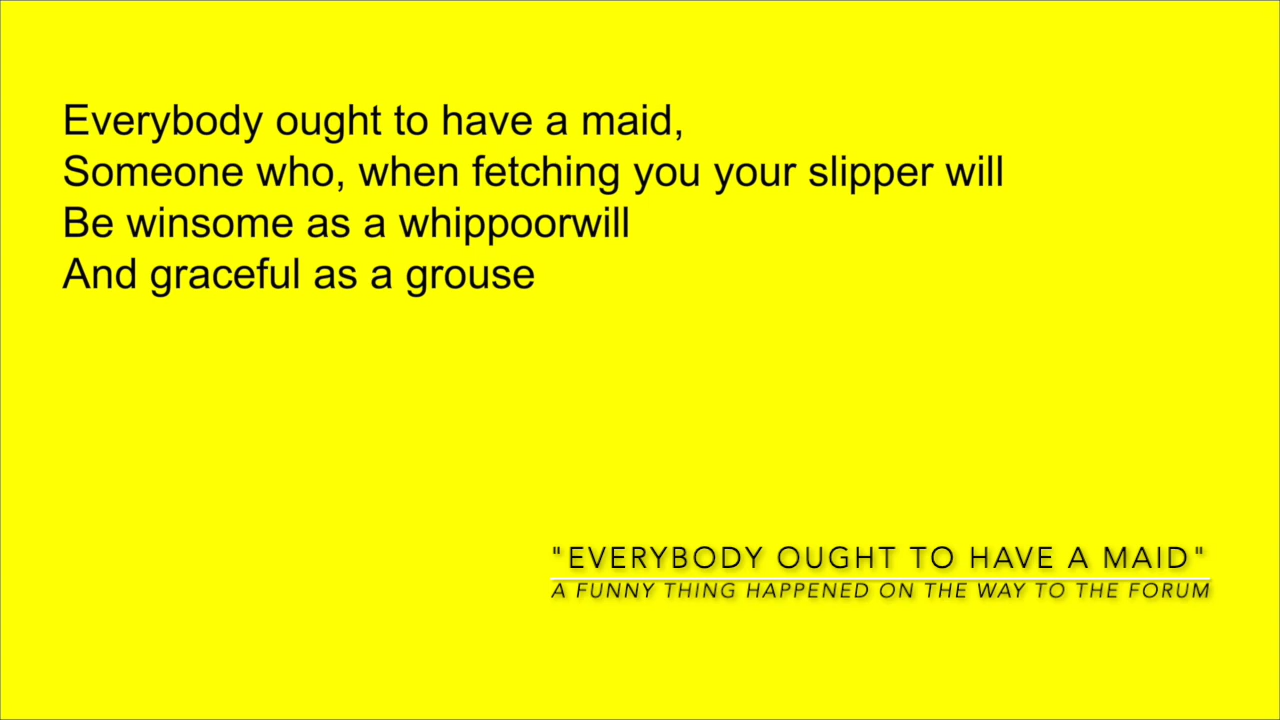 Everybody ought to have a maid,
Someone who, when fetching you your slipper will
Be winsome as a whippoorwill
And graceful as a grouse
"EVERYBODY OUGHT TO HAVE A MAID"
A FUNNY THING HAPPENED ON THE WAY TO THE FORUM